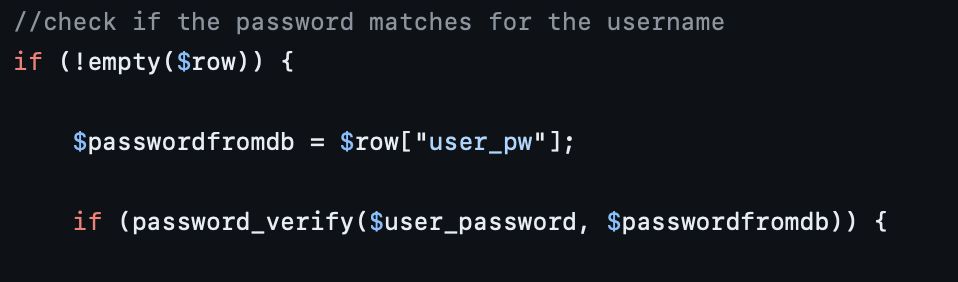 //check if the password matches for the username
if (!empty($row)) {
$passwordfromdb = $row["user_pw"];
if (password_verify($user_password, $passwordfromdb)) {